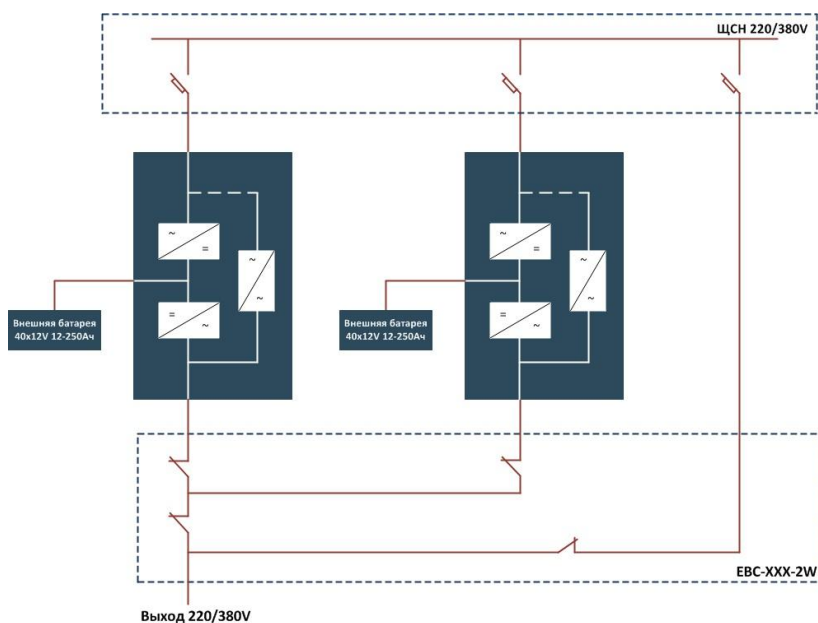 ЩСН 220/380V
~
=
~
~
=
~
Внешняя батарея
40x12V 12-250Ач
~
=
~
~
=
~
Внешняя батарея
40x12V 12-250Ач
EBC-XXX-2W
Выход 220/380V